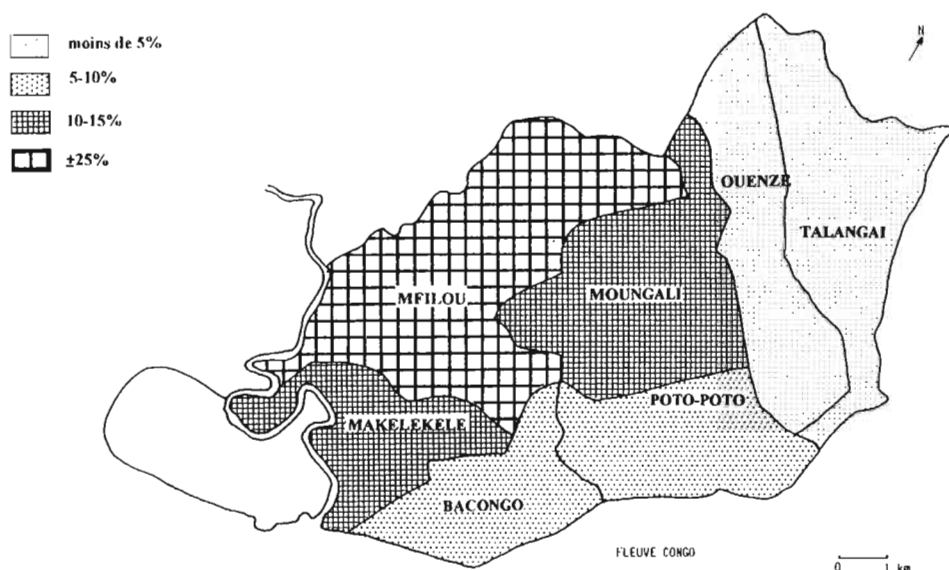 moins de 5%
5-10%
10-15%
±25%
N
OUENZE
TALANGAI
MFILOU
MOUNGALI
POTO-POTO
MAKELEKELE
BACONGO
FLEUVE CONGO
0 1 km